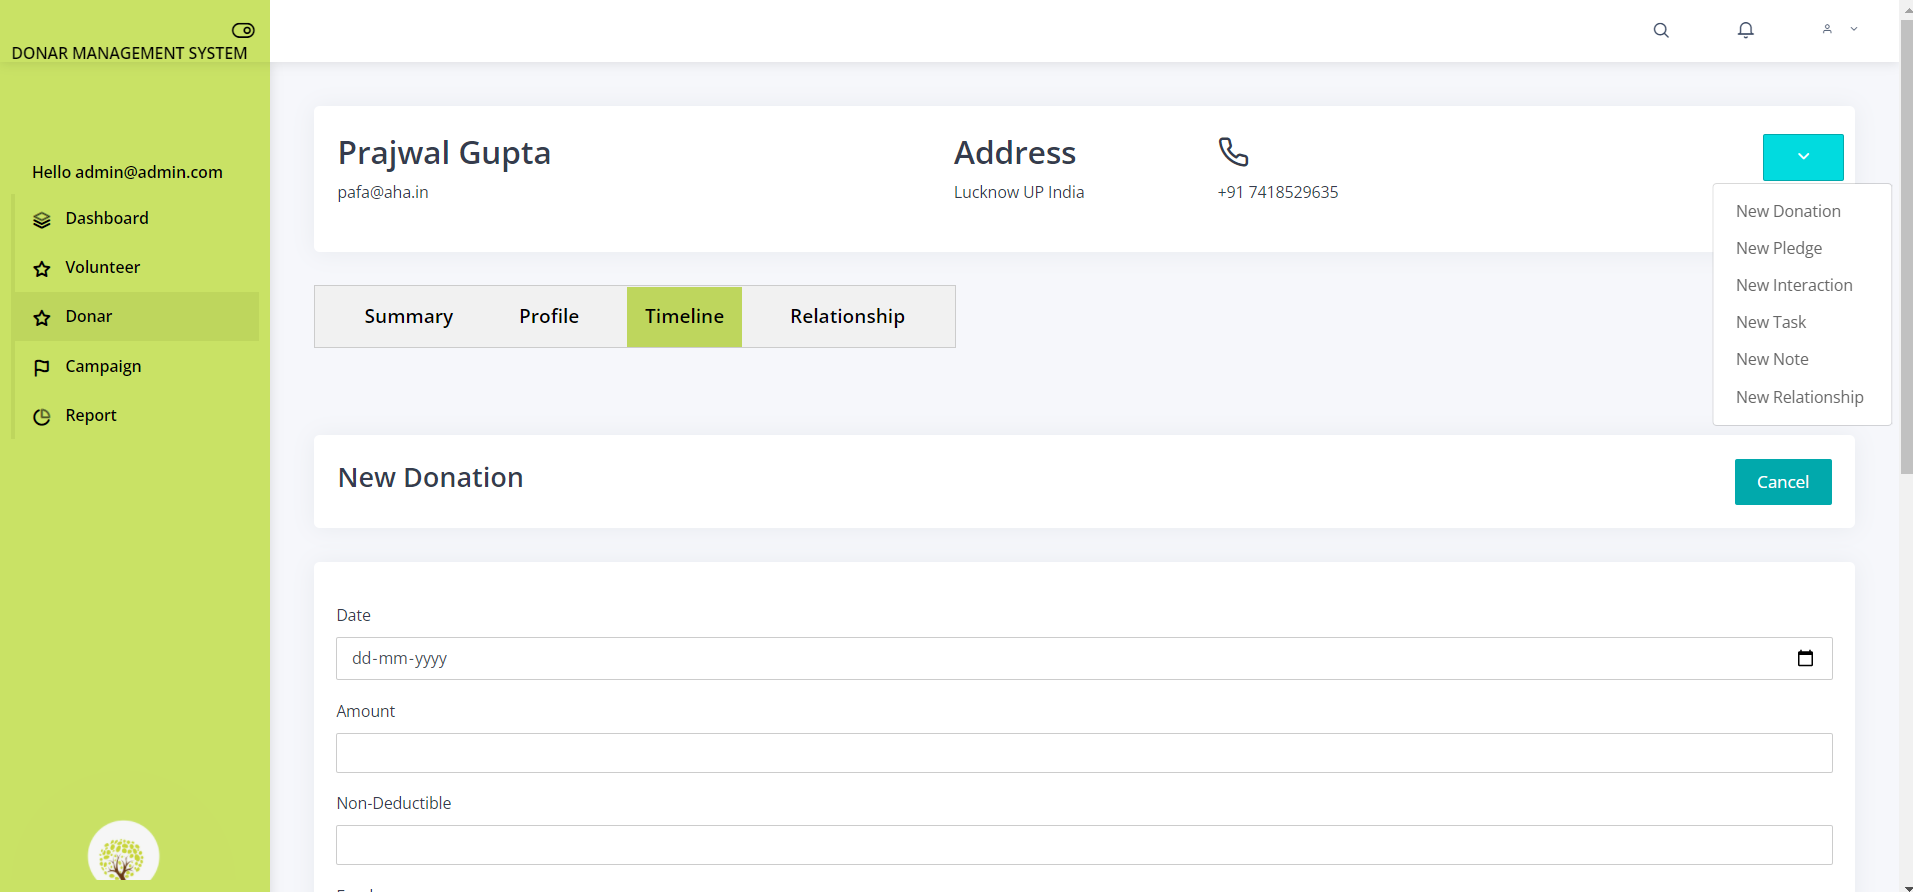 DONAR MANAGEMENT SYSTEM
Hello admin@admin.com
Dashboard
Volunteer
Donar
Campaign
Report
Prajwal Gupta
pafa@aha.in
Address
Lucknow UP India
+91 7418529635
New Donation
New Pledge
New Interaction
New Task
New Note
New Relationship
Summary
Profile
Timeline
Relationship
New Donation
Cancel
Date
dd-mm-yyyy
Amount
Non-Deductible